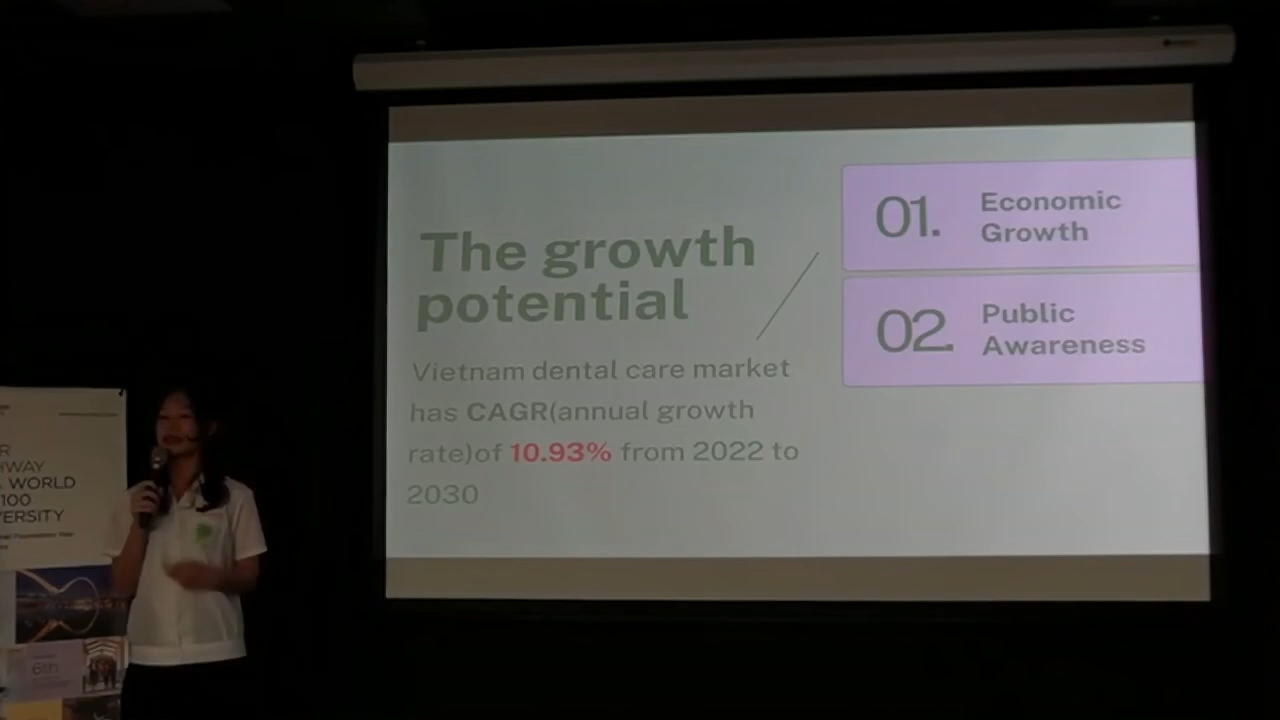 The growth
potential
Vietnam dental care market
has CAGR(annual growth
rate)of 10.93% from 2022 to
2030
01.
Economic
Growth
02.
Public
Awareness
WORLD
100
6th